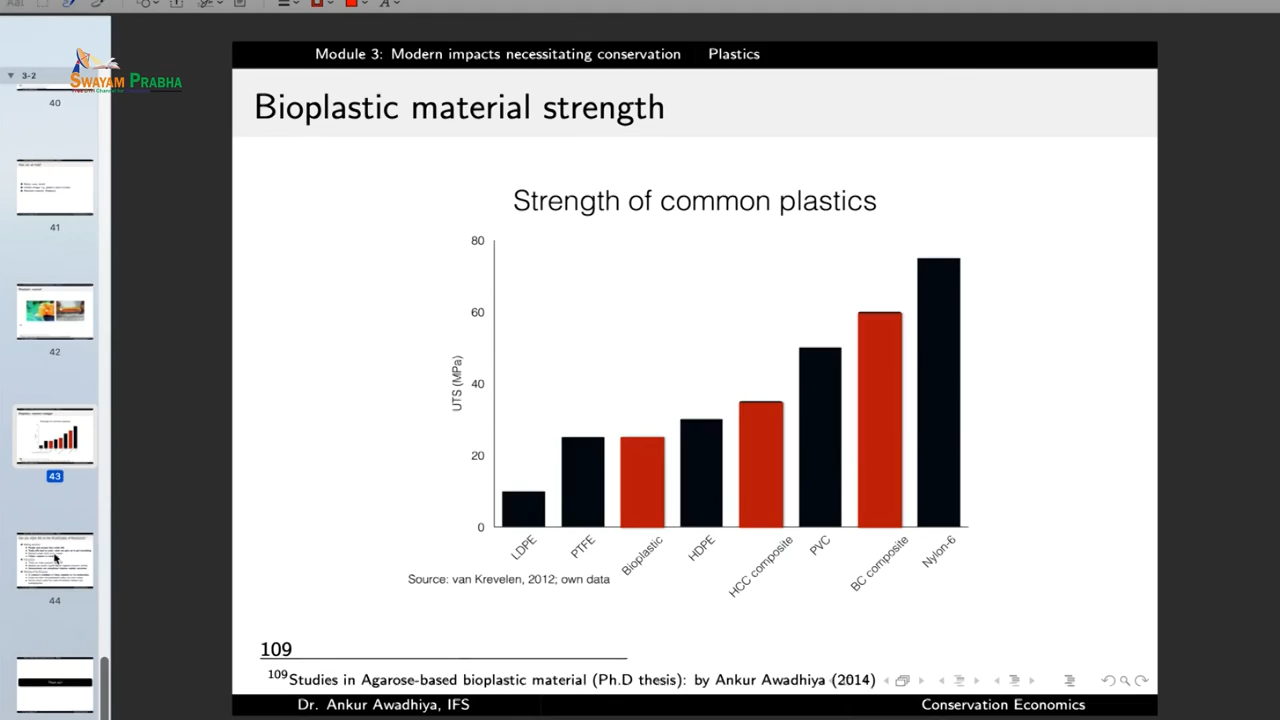 SWAYAM PRABHA
3-2
40
41
42
43
44
Module 3: Modern impacts necessitating conservation Plastics
Bioplastic material strength
Strength of common plastics
UTS (MPa)
80
60
40
20
0
LDPE
PTFE
Bioplastic
HDPE
HCC composite
PVC
BC composite
Nylon-6
Source: van Krevelen, 2012; own data
109
109Studies in Agarose-based bioplastic material (Ph.D thesis): by Ankur Awadhiya (2014)
Dr. Ankur Awadhiya, IFS Conservation Economics